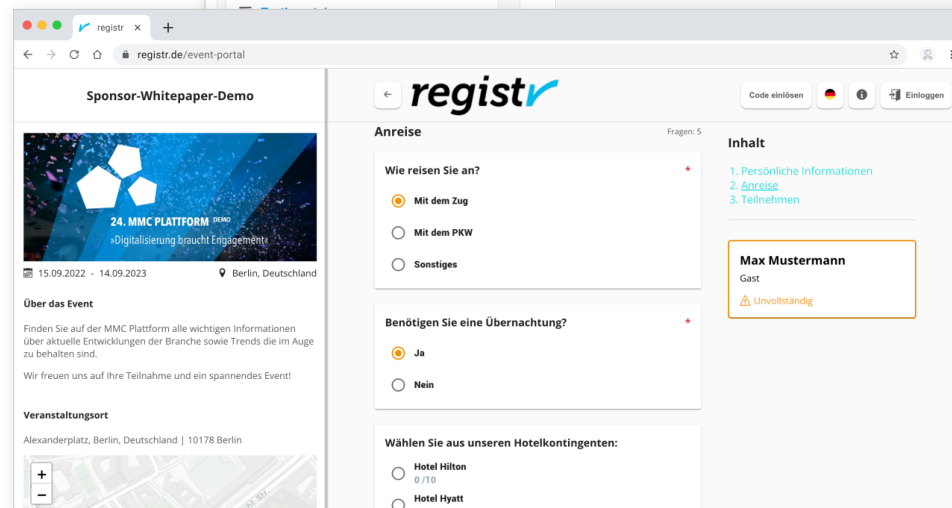 registr
registr.de/event-portal
Sponsor-Whitepaper-Demo
24. MMC PLATTFORM DEMO
»Digitalisierung braucht Engagement«
15.09.2022 - 14.09.2023
Berlin, Deutschland
Über das Event
Finden Sie auf der MMC Plattform alle wichtigen Informationen
über aktuelle Entwicklungen der Branche sowie Trends die im Auge
zu behalten sind.
Wir freuen uns auf Ihre Teilnahme und ein spannendes Event!
Veranstaltungsort
Alexanderplatz, Berlin, Deutschland | 10178 Berlin
+
−
registr
Code einlösen
Einloggen
Anreise
Fragen: 5
Wie reisen Sie an? *
Mit dem Zug
Mit dem PKW
Sonstiges
Benötigen Sie eine Übernachtung? *
Ja
Nein
Wählen Sie aus unseren Hotelkontingenten:
Hotel Hilton
0 /10
Hotel Hyatt
Inhalt
1. Persönliche Informationen
2. Anreise
3. Teilnehmen
Max Mustermann
Gast
Unvollständig